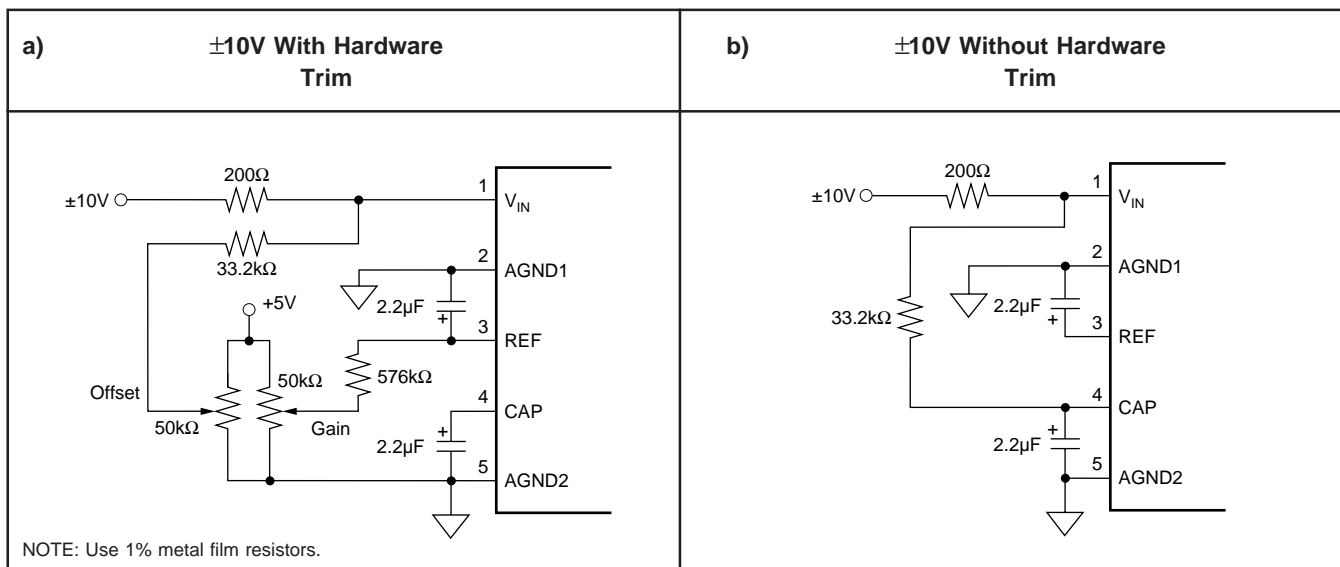 a)
±10V With Hardware
Trim
200Ω
1
±10V
V_IN
33.2kΩ
2
AGND1
+5V
2.2µF
+
3
REF
576kΩ
50kΩ
Offset
4
CAP
50kΩ
Gain
+
2.2µF
5
AGND2
NOTE: Use 1% metal film resistors.
b)
±10V Without Hardware
Trim
200Ω
1
±10V
V_IN
2
AGND1
2.2µF
33.2kΩ
+
3
REF
4
CAP
+
2.2µF
5
AGND2